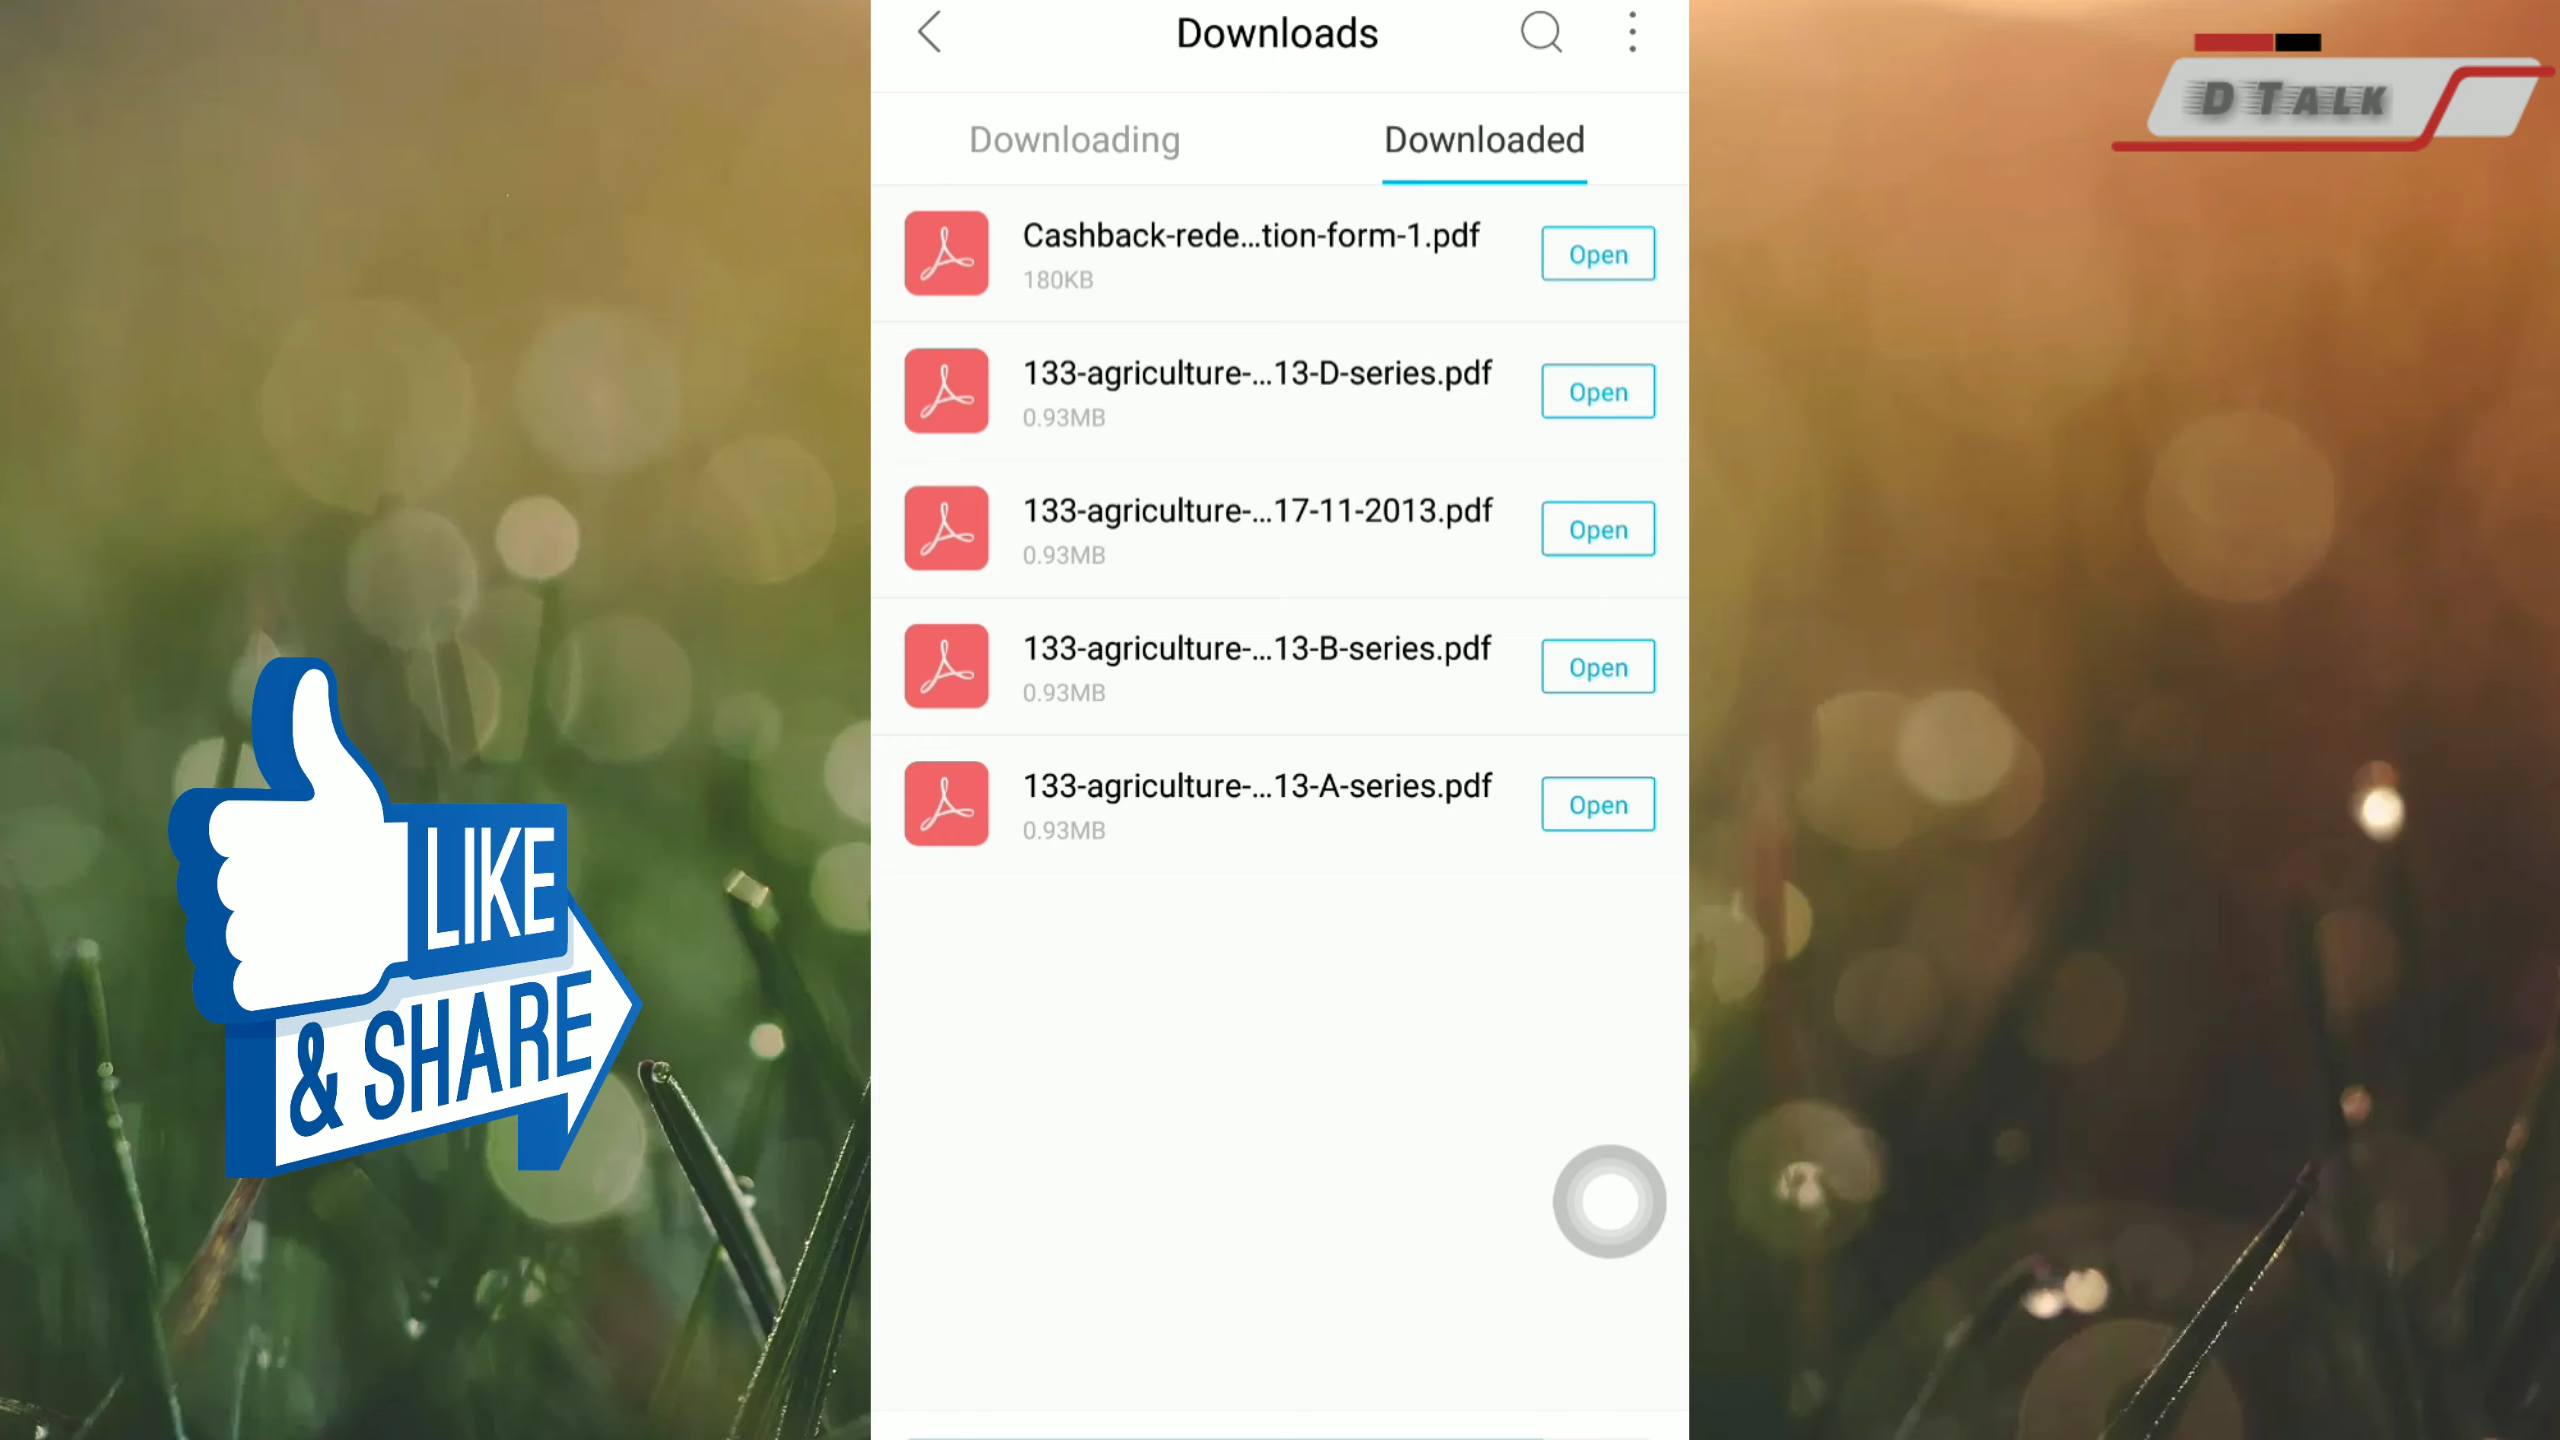 Downloads
D TALK
Downloading Downloaded
Cashback-rede...tion-form-1.pdf
180KB
Open
133-agriculture-...13-D-series.pdf
0.93MB
Open
133-agriculture-...17-11-2013.pdf
0.93MB
Open
133-agriculture-...13-B-series.pdf
0.93MB
Open
133-agriculture-...13-A-series.pdf
0.93MB
Open
LIKE
& SHARE